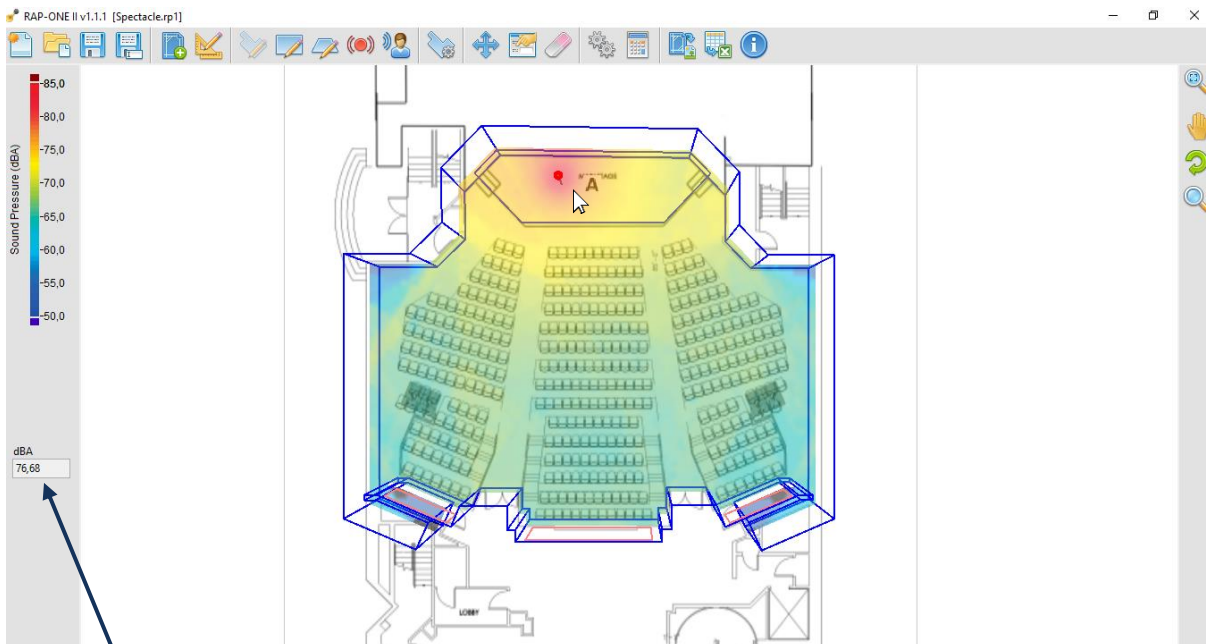 RAP-ONE II v1.1.1 [Spectacle.rp1]
85,0
80,0
75,0
70,0
65,0
60,0
55,0
50,0
Sound Pressure (dBA)
A
dBA
76,68
LOBBY